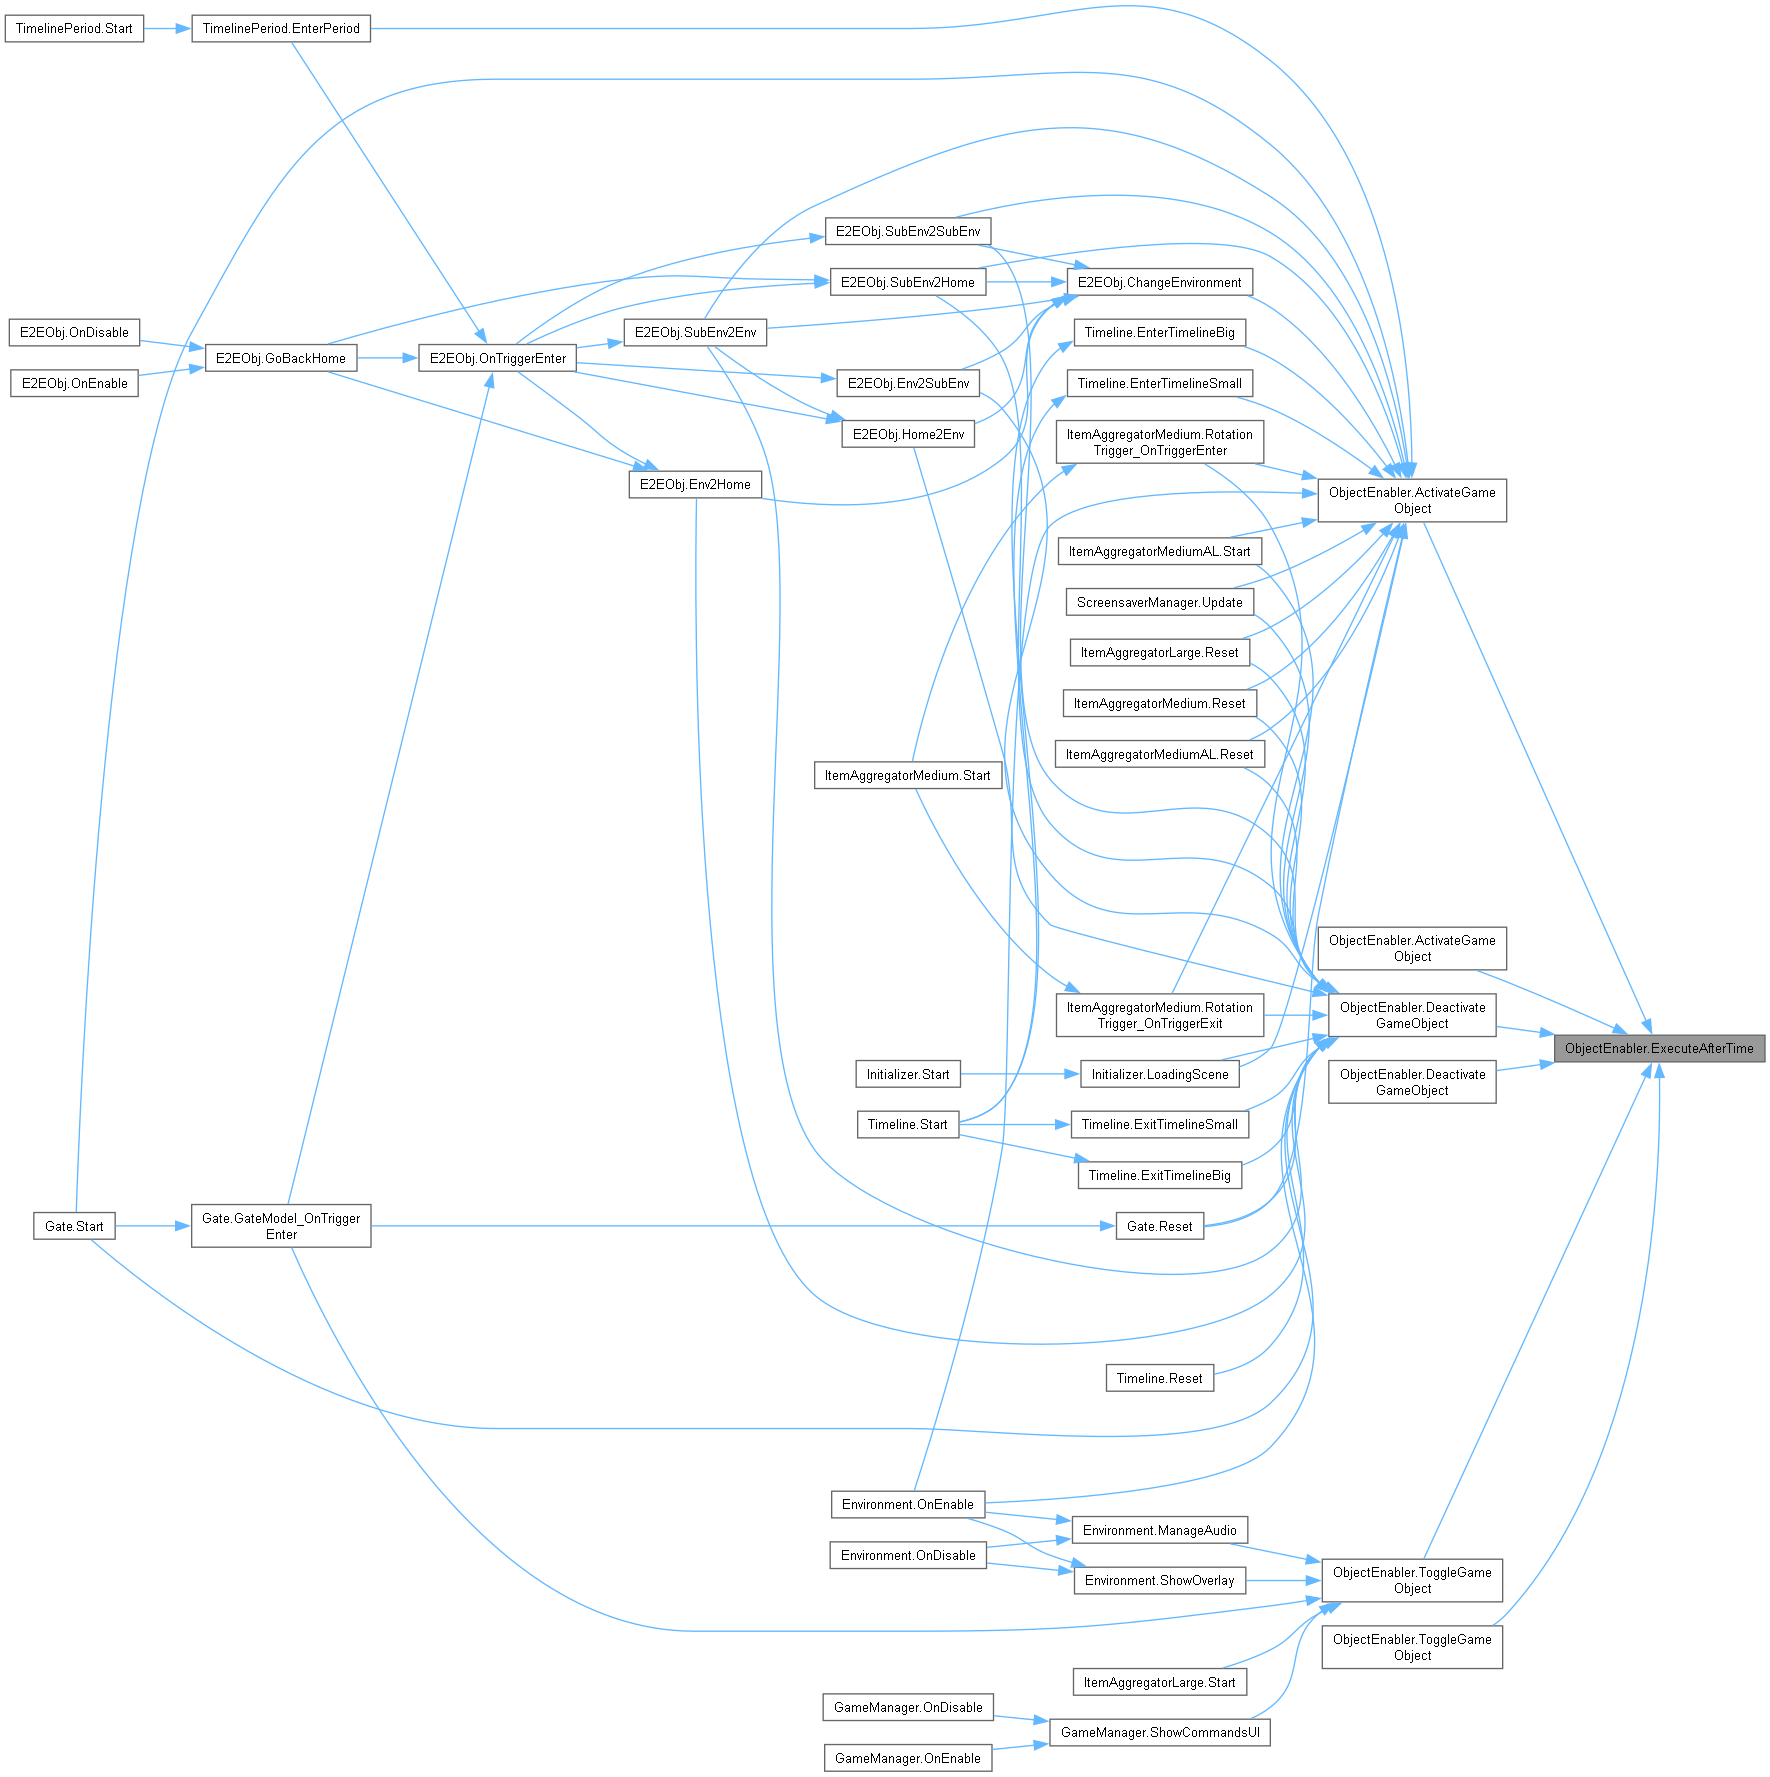 TimelinePeriod.Start
TimelinePeriod.EnterPeriod
E2EObj.SubEnv2SubEnv
E2EObj.SubEnv2Home
E2EObj.ChangeEnvironment
E2EObj.OnDisable
E2EObj.SubEnv2Env
Timeline.EnterTimelineBig
E2EObj.GoBackHome
E2EObj.OnTriggerEnter
E2EObj.OnEnable
E2EObj.Env2SubEnv
Timeline.EnterTimelineSmall
E2EObj.Home2Env
ItemAggregatorMedium.Rotation
Trigger_OnTriggerEnter
E2EObj.Env2Home
ObjectEnabler.ActivateGame
Object
ItemAggregatorMediumAL.Start
ScreensaverManager.Update
ItemAggregatorLarge.Reset
ItemAggregatorMedium.Reset
ItemAggregatorMediumAL.Reset
ItemAggregatorMedium.Start
ObjectEnabler.ActivateGame
Object
ItemAggregatorMedium.Rotation
Trigger_OnTriggerExit
ObjectEnabler.Deactivate
GameObject
ObjectEnabler.ExecuteAfterTime
Initializer.Start
Initializer.LoadingScene
ObjectEnabler.Deactivate
GameObject
Timeline.Start
Timeline.ExitTimelineSmall
Timeline.ExitTimelineBig
Gate.Start
Gate.GateModel_OnTrigger
Enter
Gate.Reset
Timeline.Reset
Environment.OnEnable
Environment.ManageAudio
Environment.OnDisable
Environment.ShowOverlay
ObjectEnabler.ToggleGame
Object
ObjectEnabler.ToggleGame
Object
ItemAggregatorLarge.Start
GameManager.OnDisable
GameManager.ShowCommandsUI
GameManager.OnEnable